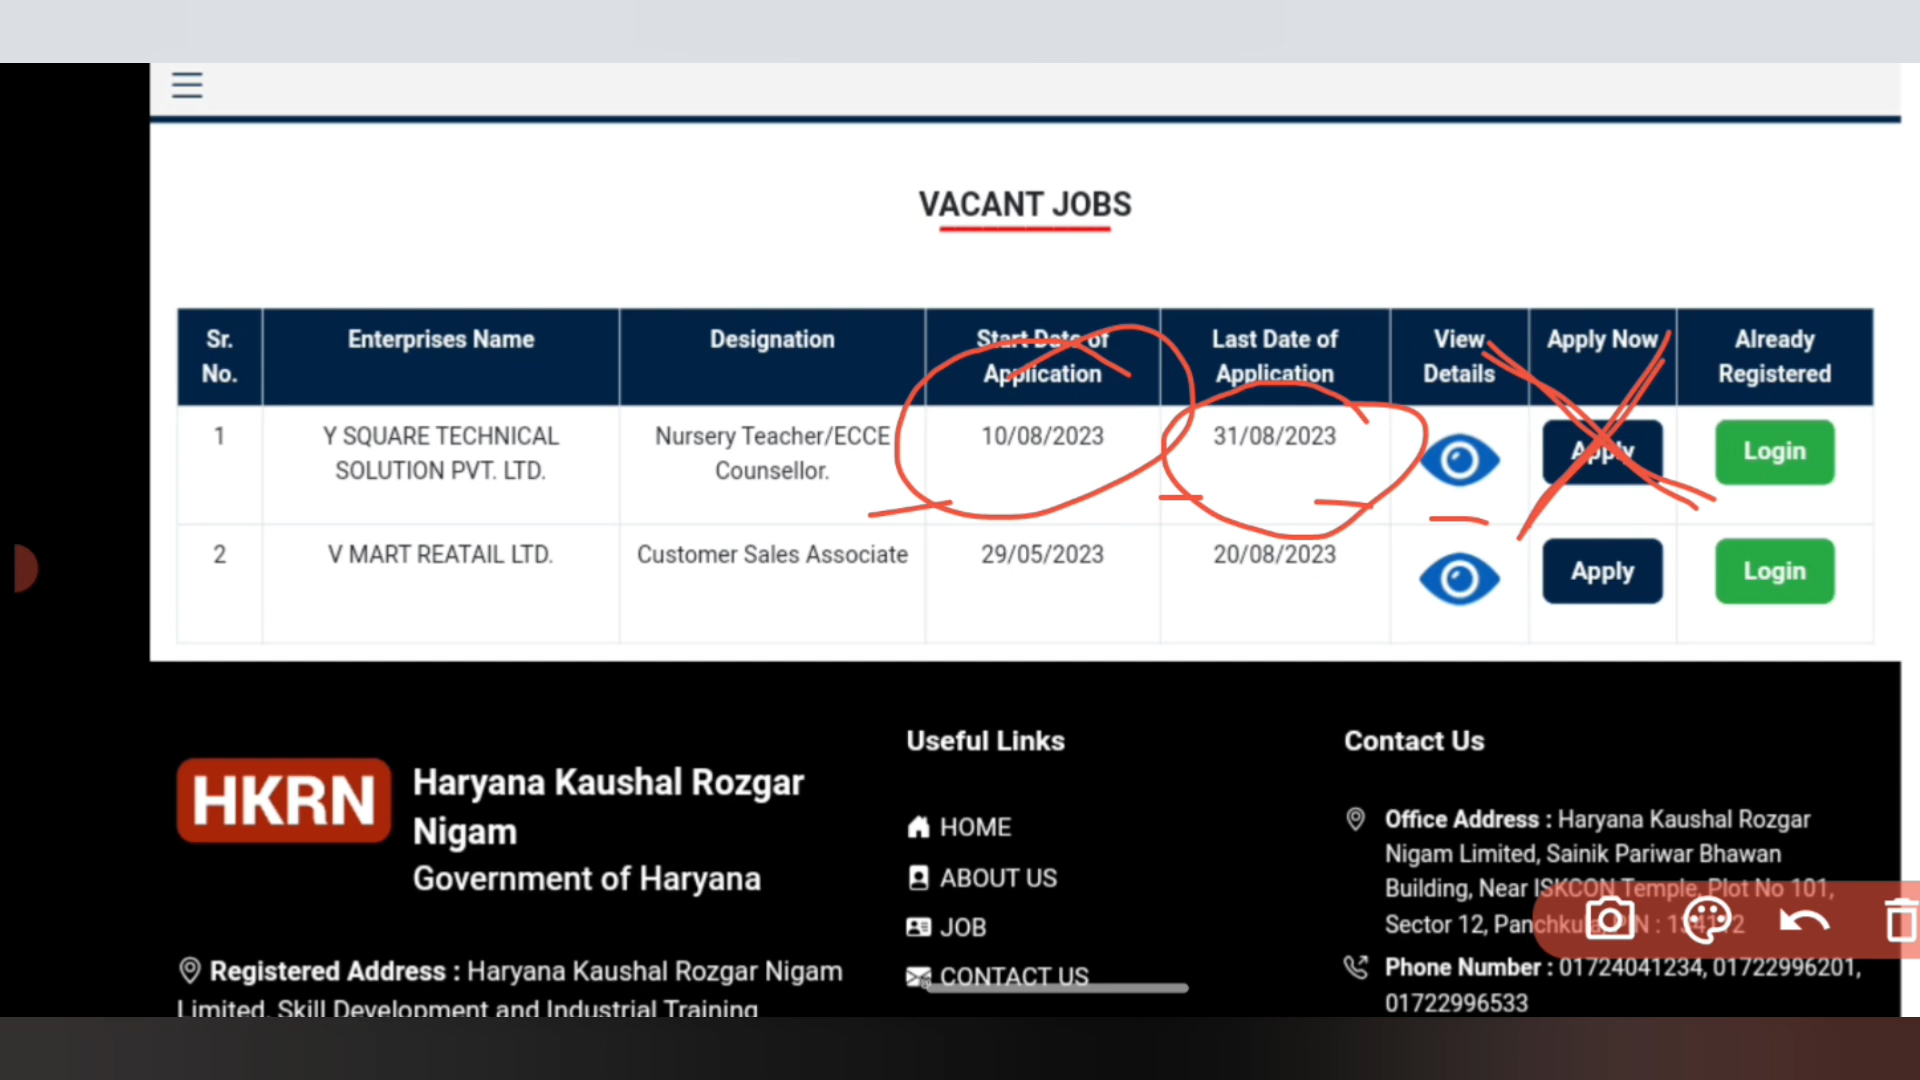 VACANT JOBS
Sr. No. Enterprises Name Designation Start Date of Application Last Date of Application View Details Apply Now Already Registered
1 Y SQUARE TECHNICAL SOLUTION PVT. LTD. Nursery Teacher/ECCE Counsellor. 10/08/2023 31/08/2023 Apply Login
2 V MART REATAIL LTD. Customer Sales Associate 29/05/2023 20/08/2023 Apply Login
HKRN
Haryana Kaushal Rozgar
Nigam
Government of Haryana
Registered Address : Haryana Kaushal Rozgar Nigam
Limited, Skill Development and Industrial Training
Useful Links
HOME
ABOUT US
JOB
CONTACT US
Contact Us
Office Address : Haryana Kaushal Rozgar
Nigam Limited, Sainik Pariwar Bhawan
Building, Near ISKCON Temple, Plot No 101,
Sector 12, Panchkula,
Phone Number : 01724041234, 01722996201,
01722996533